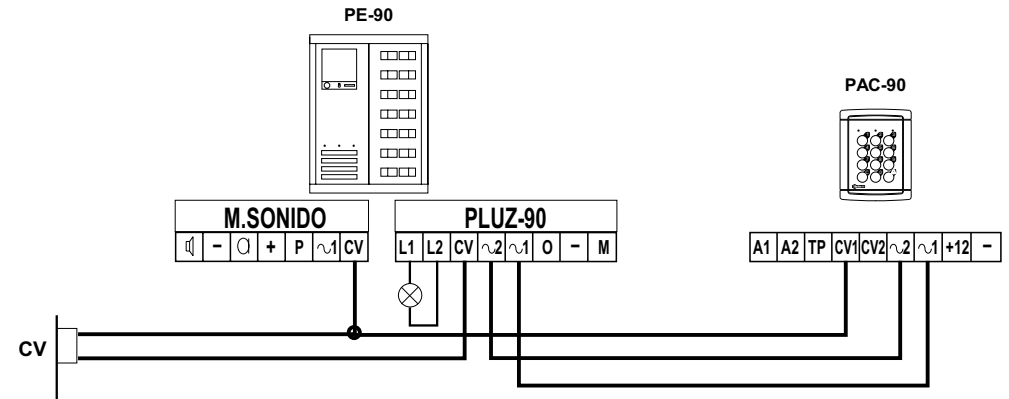 PE-90
PAC-90
M.SONIDO
PLUZ-90
− + P ~1 CV
L1 L2 CV ~2 ~1 O − M
A1 A2 TP CV1 CV2 ~2 ~1 +12 −
CV